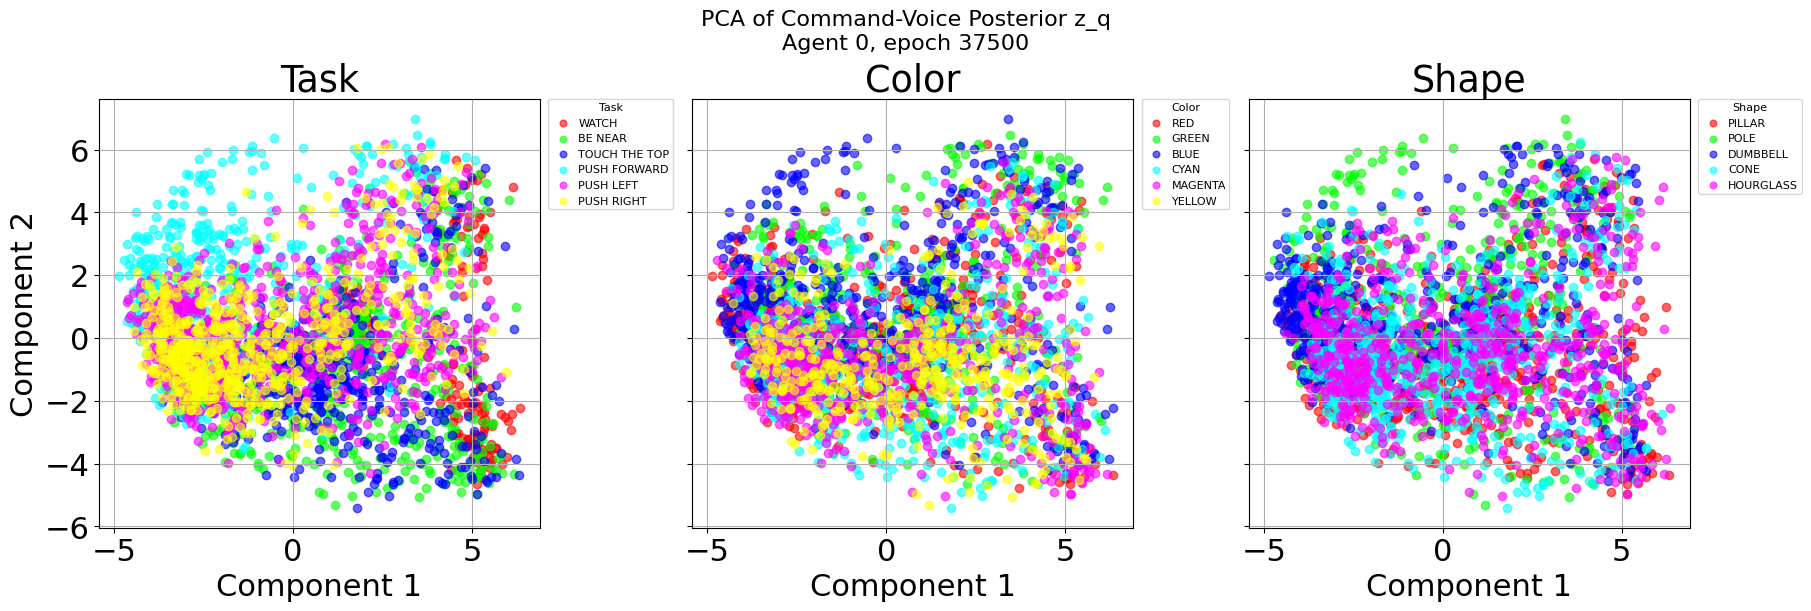 PCA of Command-Voice Posterior z_q
Agent 0, epoch 37500
Task
Component 2
6
4
2
0
−2
−4
−6
−5
0
5
Component 1
Task
WATCH
BE NEAR
TOUCH THE TOP
PUSH FORWARD
PUSH LEFT
PUSH RIGHT
Color
−5
0
5
Component 1
Color
RED
GREEN
BLUE
CYAN
MAGENTA
YELLOW
Shape
−5
0
5
Component 1
Shape
PILLAR
POLE
DUMBBELL
CONE
HOURGLASS